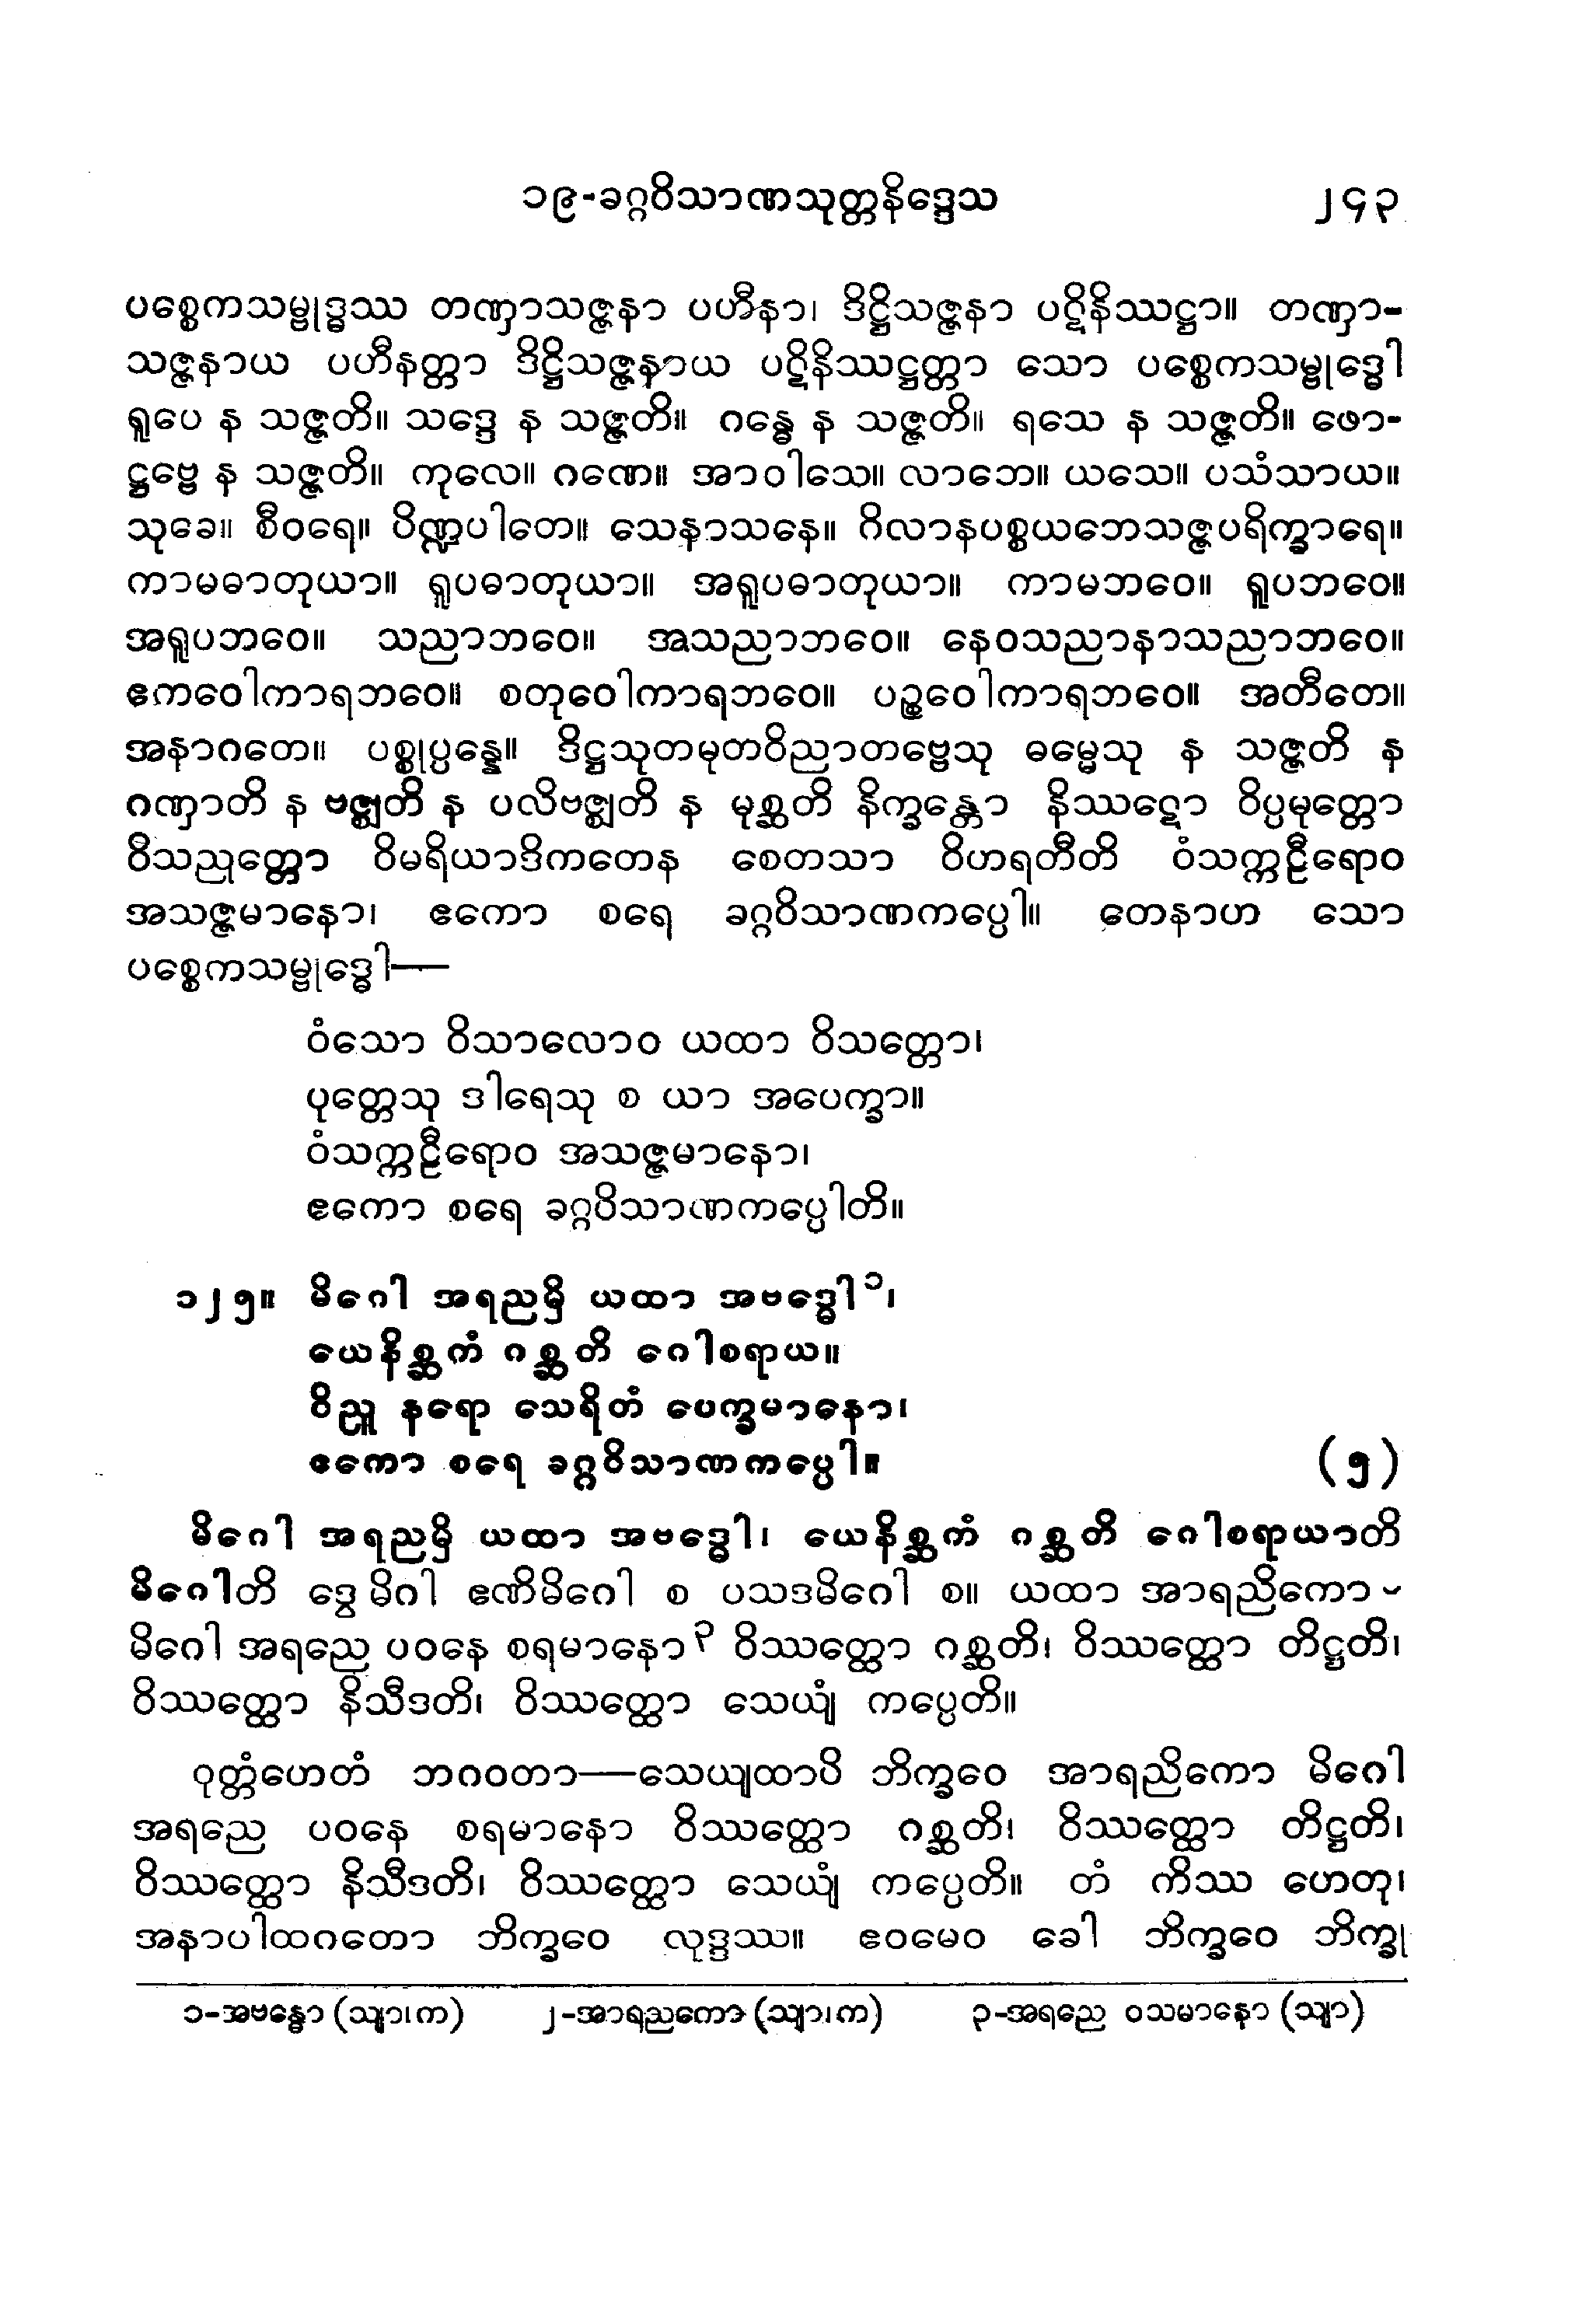 ၁၉-ခဂ္ဂဝိသာဏသုတ္တနိဒ္ဒေသ ၂၄၃
ပစ္စေကသမ္ဗုဒ္ဓဿ တဏှာသဇ္ဇနာ ပဟီနာ၊ ဒိဋ္ဌိသဇ္ဇနာ ပဋိနိဿဋ္ဌာ။ တဏှာ-
သဇ္ဇနာယ ပဟီနတ္တာ ဒိဋ္ဌိသဇ္ဇနာယ ပဋိနိဿဋ္ဌတ္တာ သော ပစ္စေကသမ္ဗုဒ္ဓေါ
ရူပေ န သဇ္ဇတိ။ သဒ္ဒေ န သဇ္ဇတိ။ ဂန္ဓေ န သဇ္ဇတိ။ ရသေ န သဇ္ဇတိ။ ဖော-
ဋ္ဌဗ္ဗေ န သဇ္ဇတိ။ ကုလေ။ ဂဏေ။ အာဝါသေ။ လာဘေ။ ယသေ။ ပသံသာယ။
သုခေ။ စီဝရေ။ ပိဏ္ဍပါတေ။ သေနာသနေ။ ဂိလာနပစ္စယဘေသဇ္ဇပရိက္ခာရေ။
ကာမဓာတုယာ။ ရူပဓာတုယာ။ အရူပဓာတုယာ။ ကာမဘဝေ။ ရူပဘဝေ။
အရူပဘဝေ။ သညာဘဝေ။ အသညာဘဝေ။ နေဝသညာနာသညာဘဝေ။
ဧကဝေါကာရဘဝေ။ စတုဝေါကာရဘဝေ။ ပဉ္စဝေါကာရဘဝေ။ အတီတေ။
အနာဂတေ။ ပစ္စုပ္ပန္နေ။ ဒိဋ္ဌသုတမုတဝိညာတဗ္ဗေသု ဓမ္မေသု န သဇ္ဇတိ န
ဂဏှာတိ န ဗဇ္ဈတိ န ပလိဗဇ္ဈတိ န မုစ္ဆတိ နိက္ခန္တော နိဿဋော ဝိပ္ပမုတ္တော
ဝိသညုတ္တော ဝိမရိယာဒိကတေန စေတသာ ဝိဟရတီတိ ဝံသက္ကဠီရောဝ
အသဇ္ဇမာနော၊ ဧကော စရေ ခဂ္ဂဝိသာဏကပ္ပေါ။ တေနာဟ သော
ပစ္စေကသမ္ဗုဒ္ဓေါ—
ဝံသော ဝိသာလောဝ ယထာ ဝိသတ္တော၊
ပုတ္တေသု ဒါရေသု စ ယာ အပေက္ခာ။
ဝံသက္ကဠီရောဝ အသဇ္ဇမာနော၊
ဧကော စရေ ခဂ္ဂဝိသာဏကပ္ပေါတိ။
၁၂၅။ မိဂေါ အရညမှိ ယထာ အဗဒ္ဓေါ၁၊
ယေနိစ္ဆကံ ဂစ္ဆတိ ဂေါစရာယ။
ဝိညူ နရော သေရိတံ ပေက္ခမာနော၊
ဧကော စရေ ခဂ္ဂဝိသာဏကပ္ပေါ။ (၅)
မိဂေါ အရညမှိ ယထာ အဗဒ္ဓေါ၊ ယေနိစ္ဆကံ ဂစ္ဆတိ ဂေါစရာယာတိ
မိဂေါတိ ဒွေ မိဂါ ဧဏိမိဂေါ စ ပသဒမိဂေါ စ။ ယထာ အာရညိကော ၂
မိဂေါ အရညေ ပဝနေ စရမာနော၃ ဝိဿတ္ထော ဂစ္ဆတိ၊ ဝိဿတ္ထော တိဋ္ဌတိ၊
ဝိဿတ္ထော နိသီဒတိ၊ ဝိဿတ္ထော သေယျံ ကပ္ပေတိ။
ဝုတ္တံဟေတံ ဘဂဝတာ—သေယျထာပိ ဘိက္ခဝေ အာရညိကော မိဂေါ
အရညေ ပဝနေ စရမာနော ဝိဿတ္ထော ဂစ္ဆတိ၊ ဝိဿတ္ထော တိဋ္ဌတိ၊
ဝိဿတ္ထော နိသီဒတိ၊ ဝိဿတ္ထော သေယျံ ကပ္ပေတိ။ တံ ကိဿ ဟေတု၊
အနာပါထဂတော ဘိက္ခဝေ လုဒ္ဒဿ။ ဧဝမေဝ ခေါ ဘိက္ခဝေ ဘိက္ခု
၁-အဗန္ဓော (သျာ၊က) ၂-အာရညကော (သျာ၊က) ၃-အရညေ ဝသမာနော (သျာ)